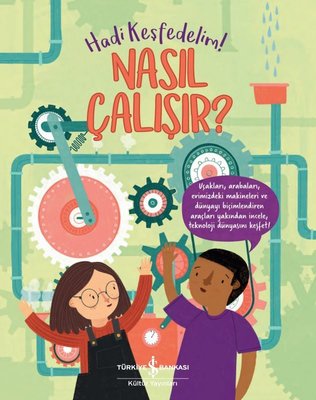 Hadi Keşfedelim!
NASIL
ÇALIŞIR?
Uçakları, arabaları,
evimizdeki makineleri ve
dünyayı biçimlendiren
araçları yakından incele,
teknoloji dünyasını keşfet!
TÜRKİYE İŞ BANKASI
Kültür Yayınları